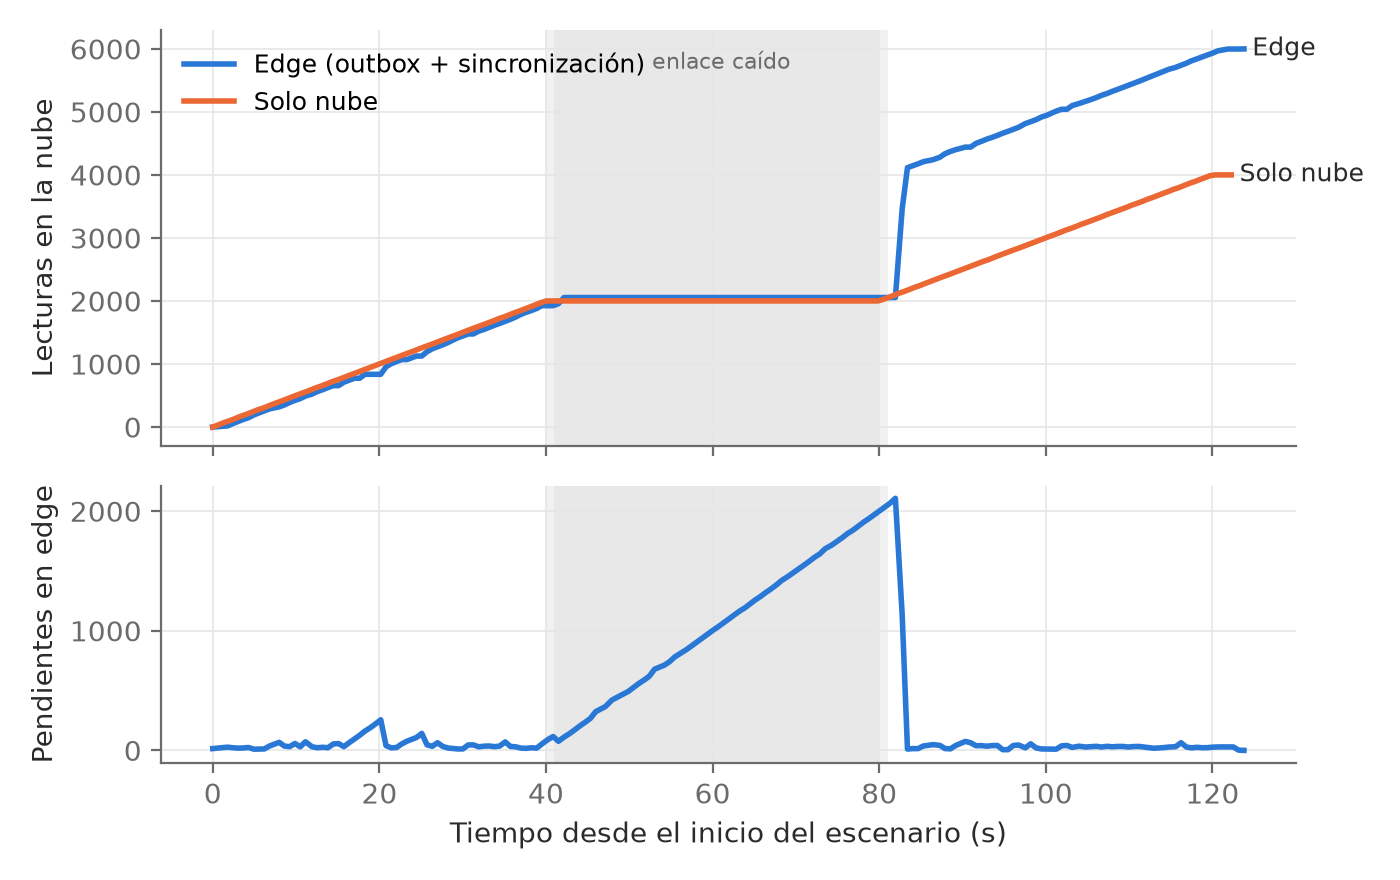 Lecturas en la nube
6000
5000
4000
3000
2000
1000
0
Edge (outbox + sincronización)
Solo nube
enlace caído
Edge
Solo nube
Pendientes en edge
2000
1000
0
0 20 40 60 80 100 120
Tiempo desde el inicio del escenario (s)